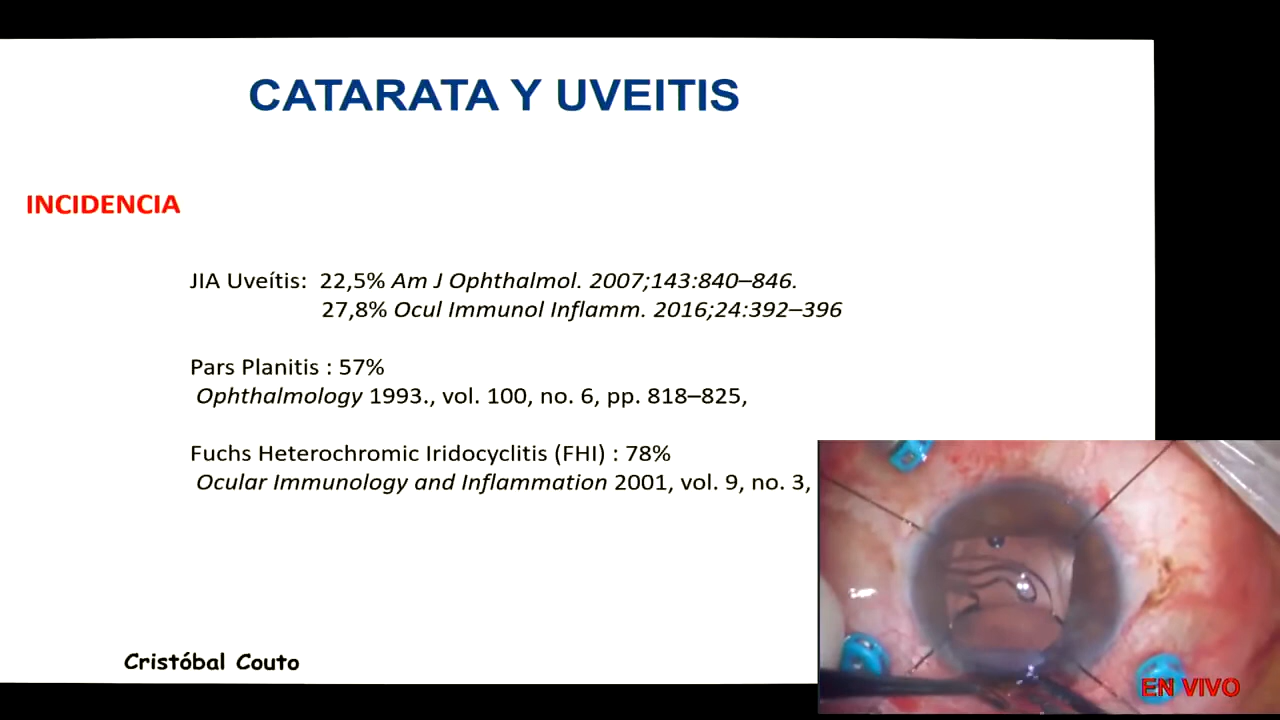 CATARATA Y UVEITIS
INCIDENCIA
JIA Uveítis: 22,5% Am J Ophthalmol. 2007;143:840–846.
27,8% Ocul Immunol Inflamm. 2016;24:392–396
Pars Planitis : 57%
Ophthalmology 1993., vol. 100, no. 6, pp. 818–825,
Fuchs Heterochromic Iridocyclitis (FHI) : 78%
Ocular Immunology and Inflammation 2001, vol. 9, no. 3,
Cristóbal Couto
EN VIVO